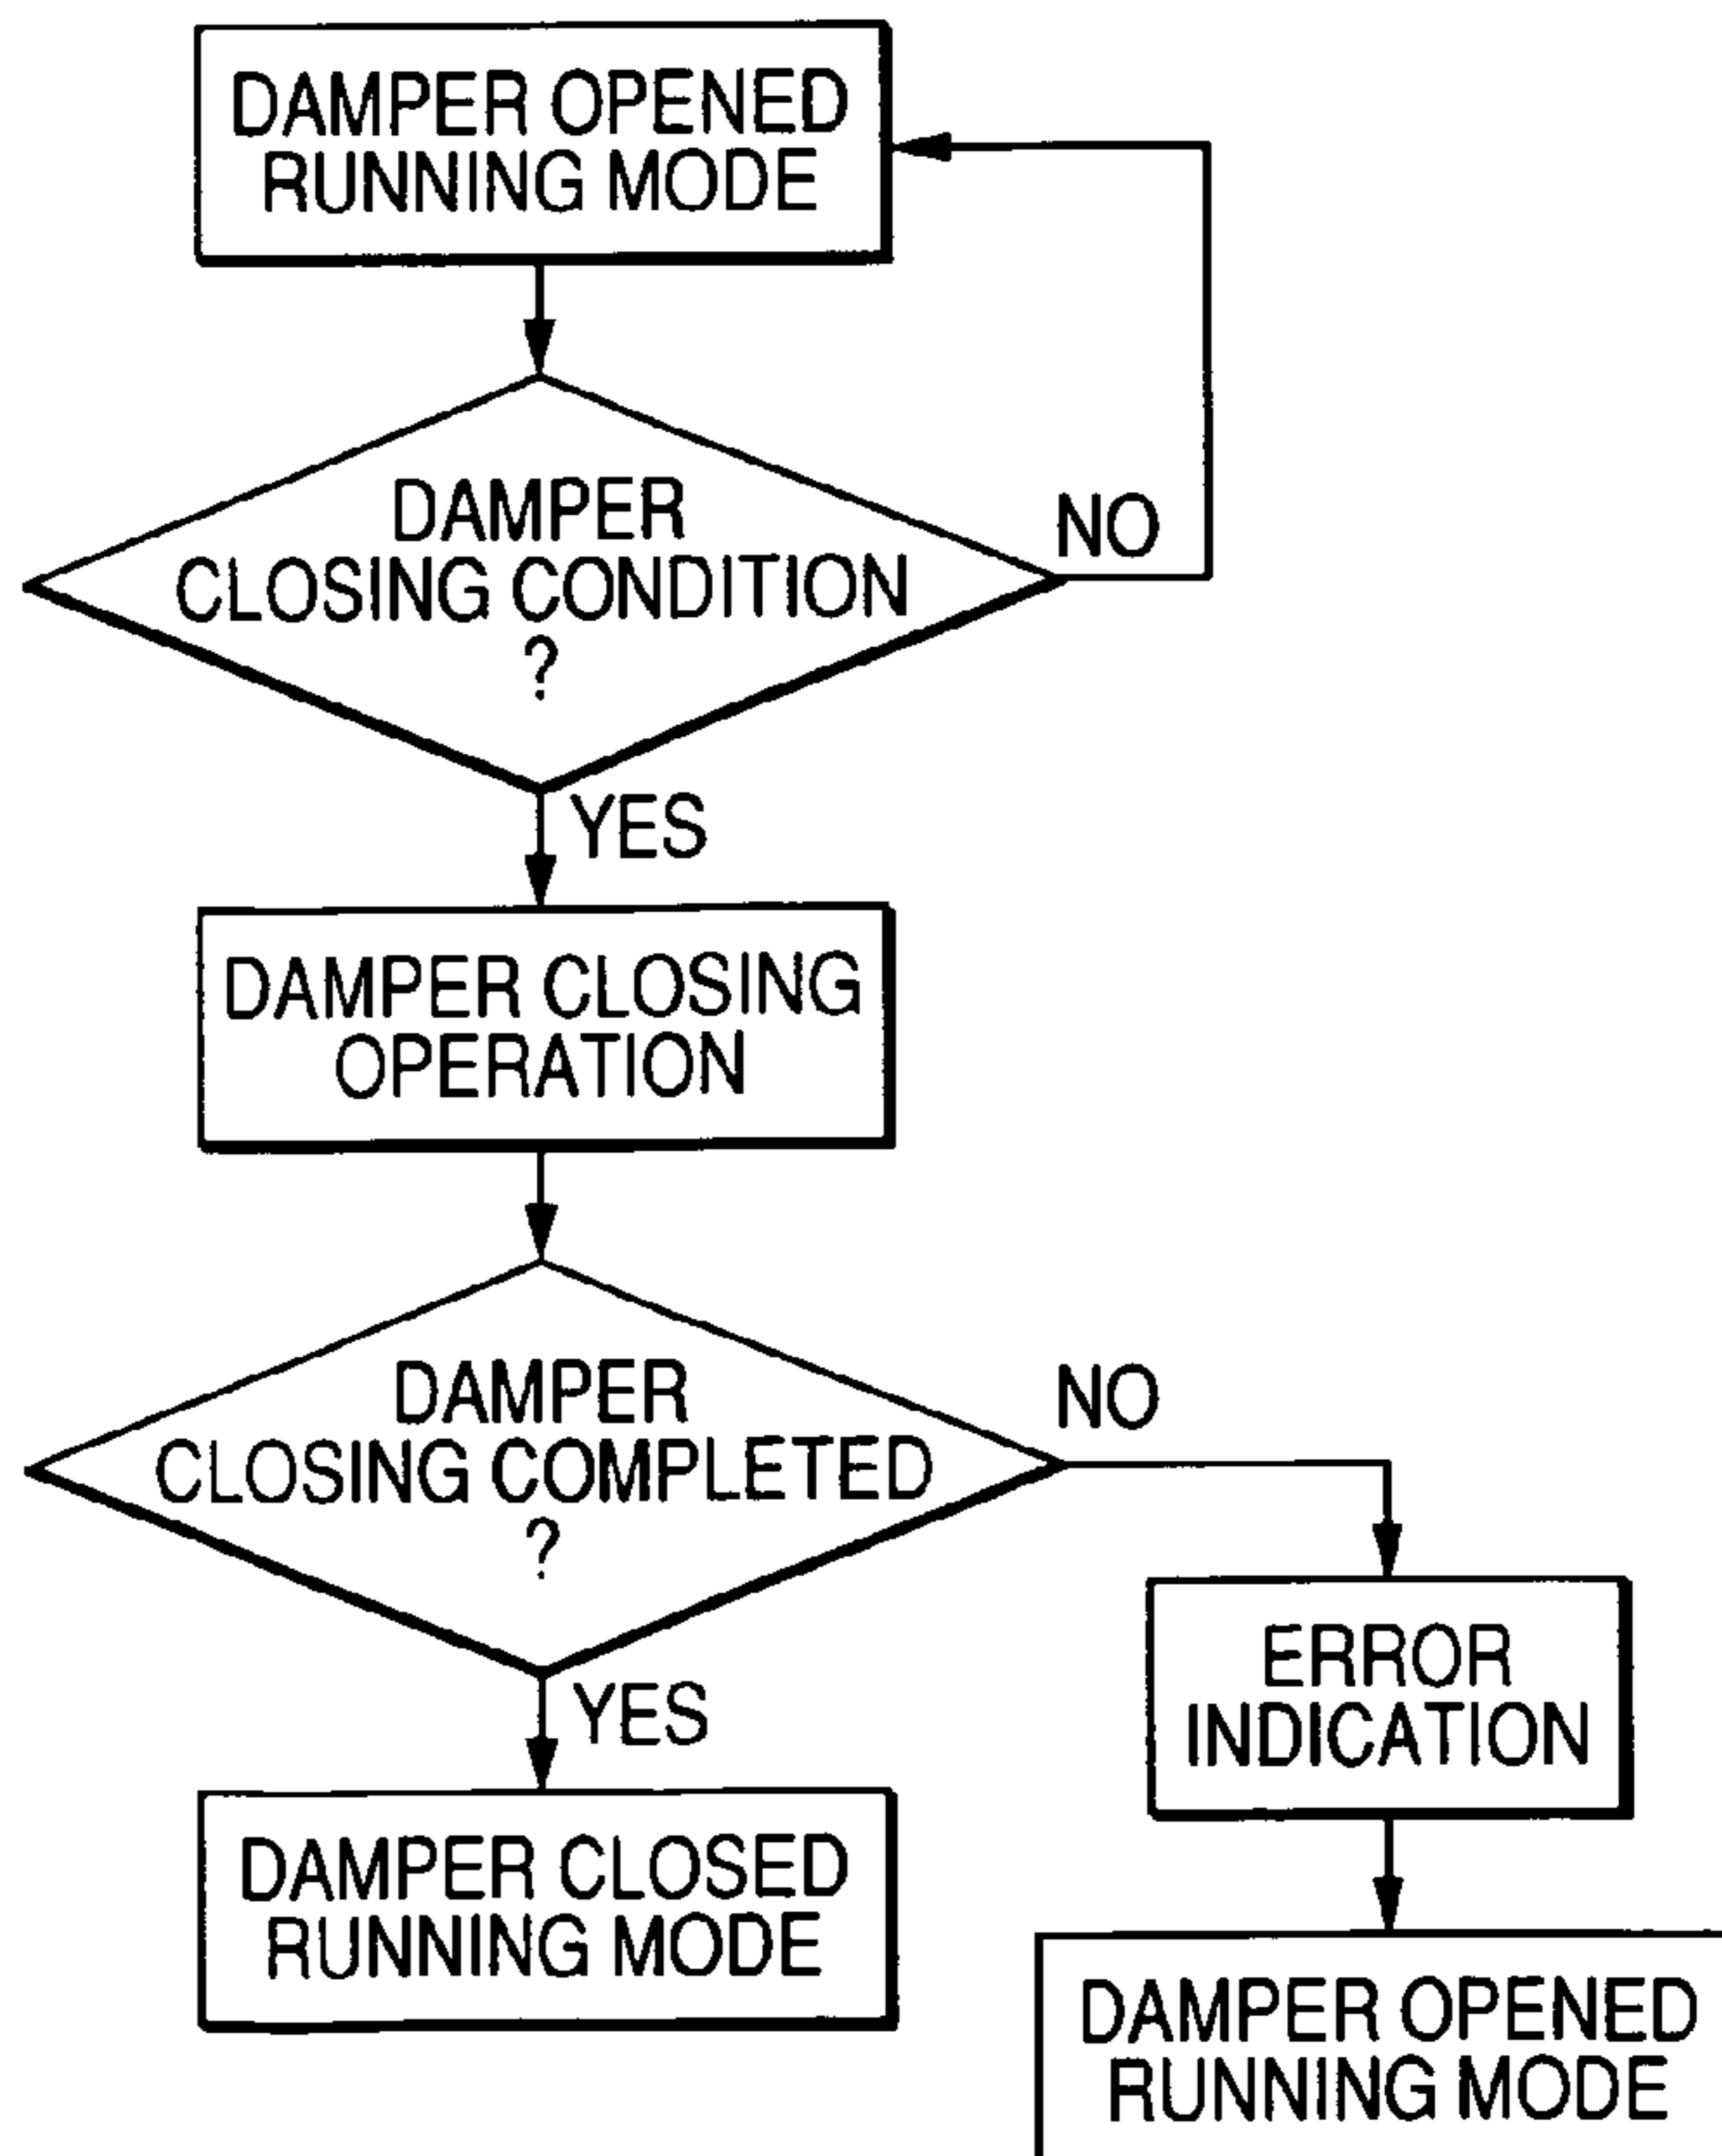 DAMPER OPENED
RUNNING MODE
DAMPER
CLOSING CONDITION
?
NO
YES
DAMPER CLOSING
OPERATION
DAMPER
CLOSING COMPLETED
?
NO
YES
ERROR
INDICATION
DAMPER CLOSED
RUNNING MODE
DAMPER OPENED
RUNNING MODE